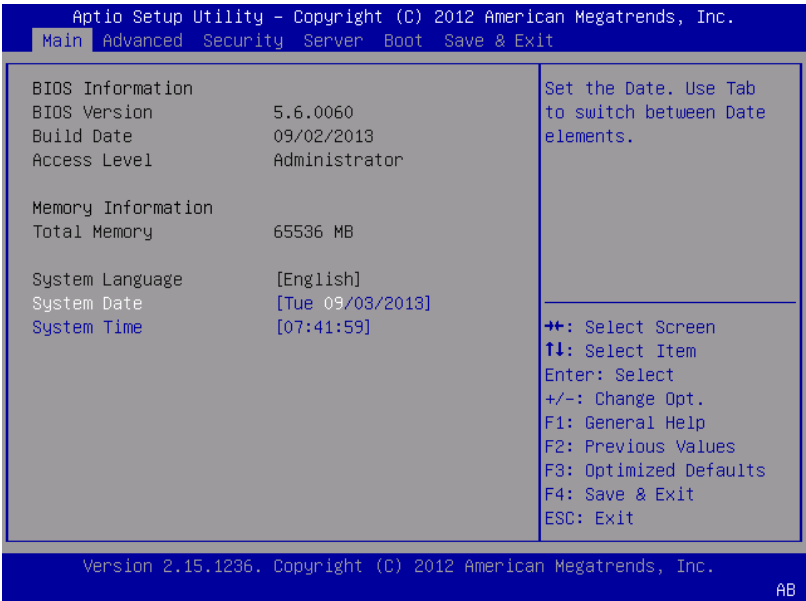 Aptio Setup Utility – Copyright (C) 2012 American Megatrends, Inc.
Main Advanced Security Server Boot Save & Exit
BIOS Information
BIOS Version 5.6.0060
Build Date 09/02/2013
Access Level Administrator
Memory Information
Total Memory 65536 MB
System Language [English]
System Date [Tue 09/03/2013]
System Time [07:41:59]
Set the Date. Use Tab
to switch between Date
elements.
→←: Select Screen
↑↓: Select Item
Enter: Select
+/-: Change Opt.
F1: General Help
F2: Previous Values
F3: Optimized Defaults
F4: Save & Exit
ESC: Exit
Version 2.15.1236. Copyright (C) 2012 American Megatrends, Inc.
AB